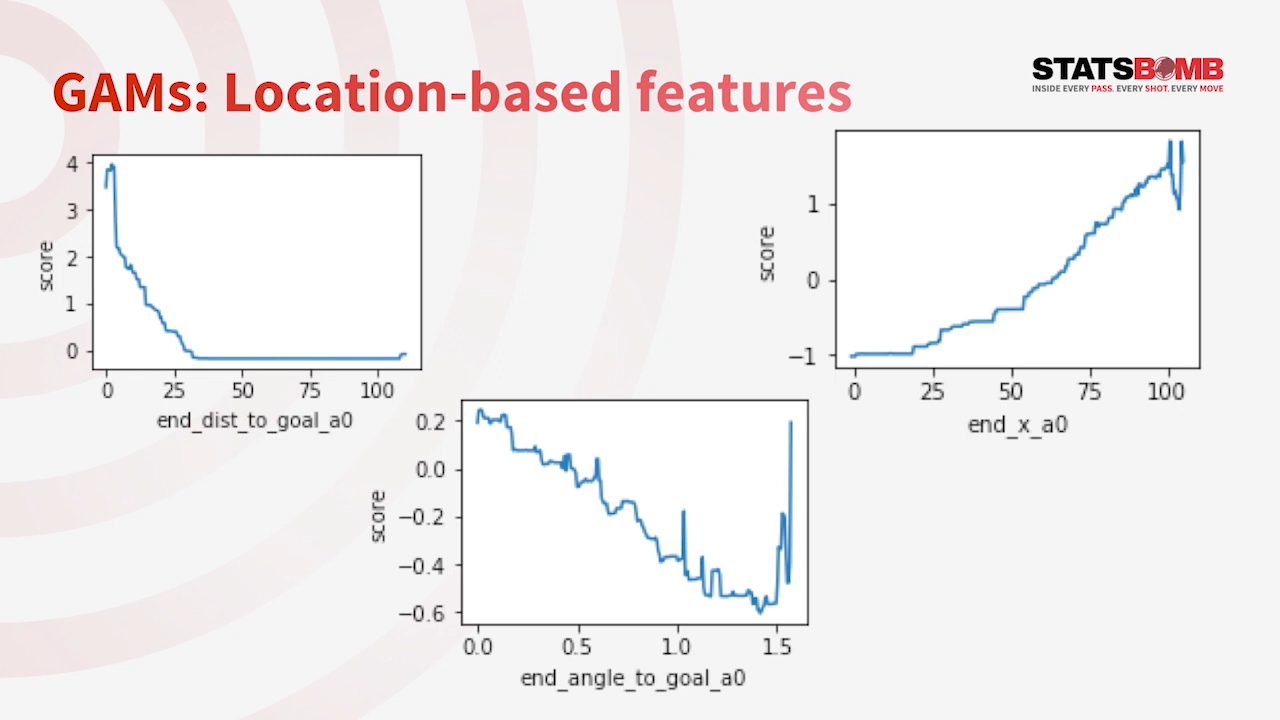 GAMs: Location-based features
STATSBOMB
INSIDE EVERY PASS. EVERY SHOT. EVERY MOVE
4
3
2
1
0
score
0 25 50 75 100
end_dist_to_goal_a0
1
0
−1
score
0 25 50 75 100
end_x_a0
0.2
0.0
−0.2
−0.4
−0.6
score
0.0 0.5 1.0 1.5
end_angle_to_goal_a0